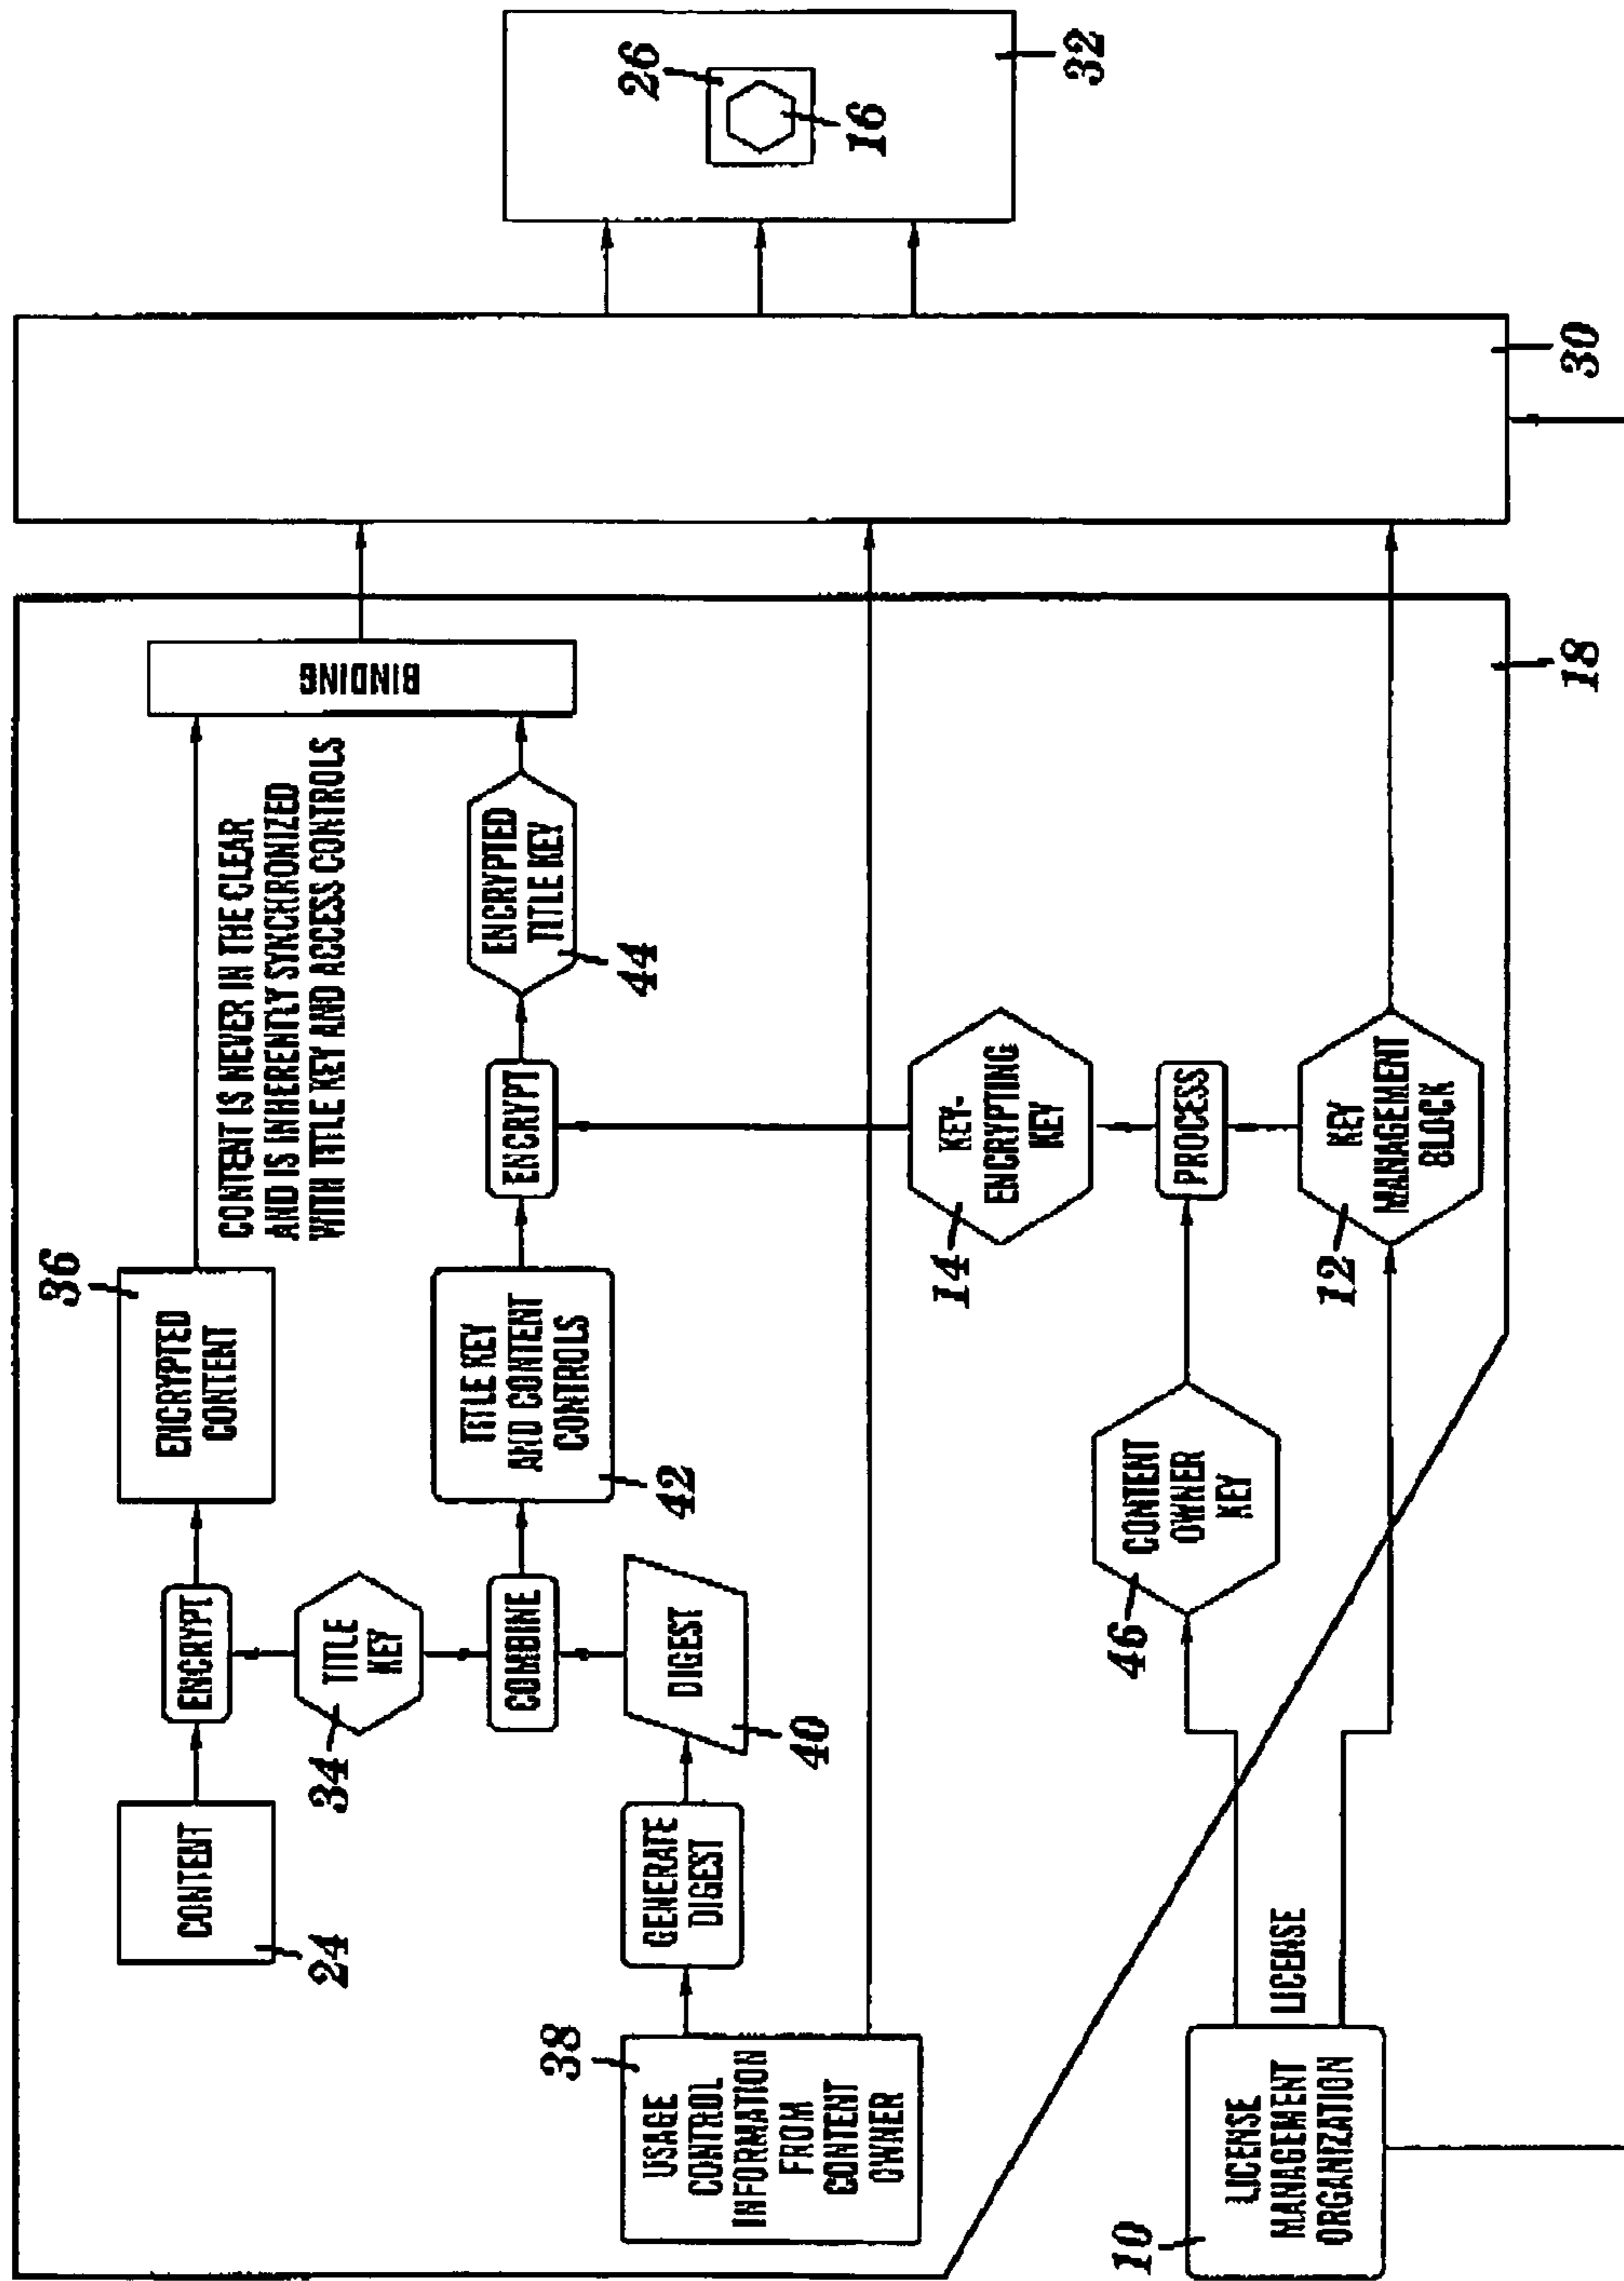 CONTENT
24
ENCRYPT
ENCRYPTED
CONTENT
36
TITLE
KEY
34
CONTENT IS NEVER IN THE CLEAR
AND IS INHERENTLY SYNCHRONIZED
WITH TITLE KEY AND ACCESS CONTROLS
BINDING
COMBINE
TITLE KEY
AND CONTENT
CONTROLS
42
ENCRYPT
ENCRYPTED
TITLE KEY
44
USAGE
CONTROL
INFORMATION
FROM
CONTENT
OWNER
38
GENERATE
DIGEST
DIGEST
40
KEY-
ENCRYPTING
KEY
14
CONTENT
OWNER
KEY
46
PROCESS
LICENSE
MANAGEMENT
ORGANIZATION
10
LICENSE
KEY
MANAGEMENT
BLOCK
12
18
30
26
16
32